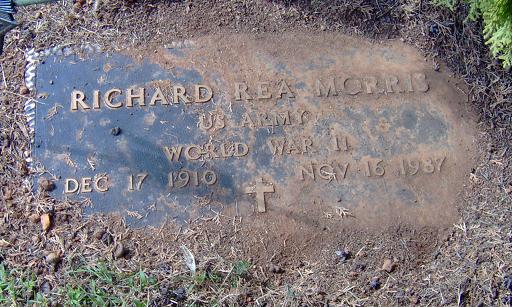 RICHARD REA MORRIS
US ARMY
WORLD WAR II
DEC 17 1910 NOV 16 1987